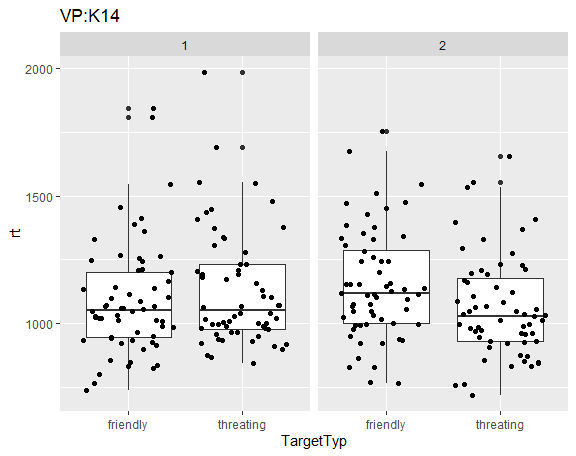 VP:K14
1 2
2000
1500
1000
rt
friendly threating friendly threating
TargetTyp